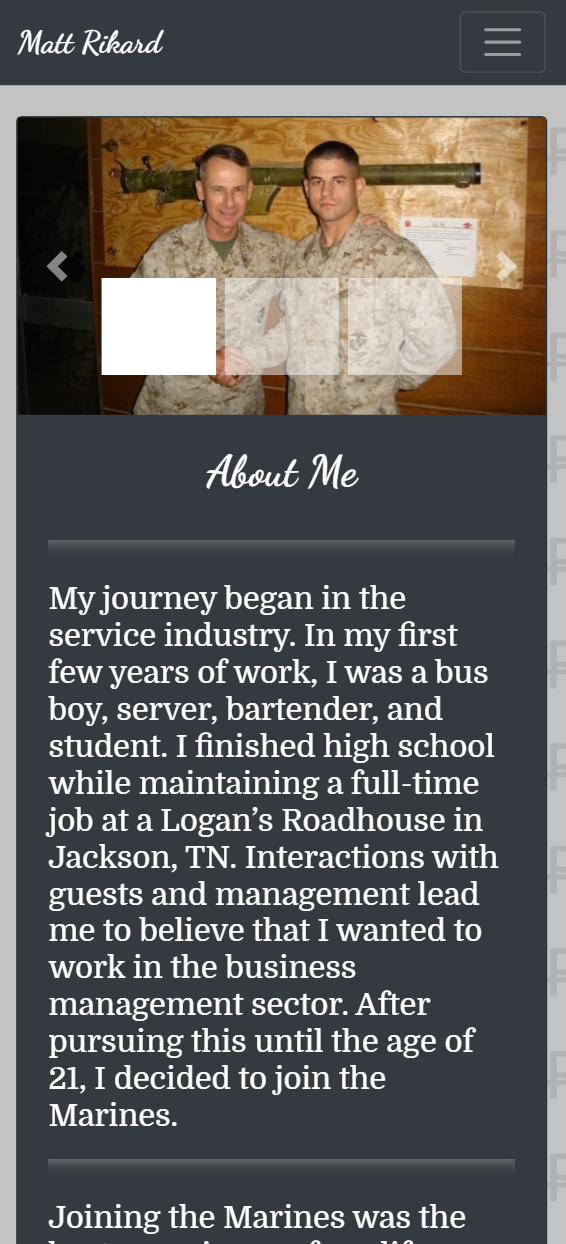 Matt Rikard
About Me
My journey began in the
service industry. In my first
few years of work, I was a bus
boy, server, bartender, and
student. I finished high school
while maintaining a full-time
job at a Logan’s Roadhouse in
Jackson, TN. Interactions with
guests and management lead
me to believe that I wanted to
work in the business
management sector. After
pursuing this until the age of
21, I decided to join the
Marines.
Joining the Marines was the